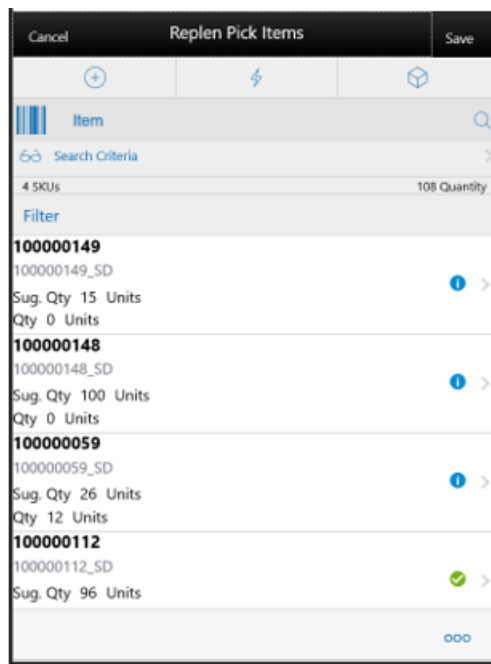 Cancel Replen Pick Items Save
Item
Search Criteria
4 SKUs 108 Quantity
Filter
100000149
100000149_SD
Sug. Qty 15 Units
Qty 0 Units
100000148
100000148_SD
Sug. Qty 100 Units
Qty 0 Units
100000059
100000059_SD
Sug. Qty 26 Units
Qty 12 Units
100000112
100000112_SD
Sug. Qty 96 Units